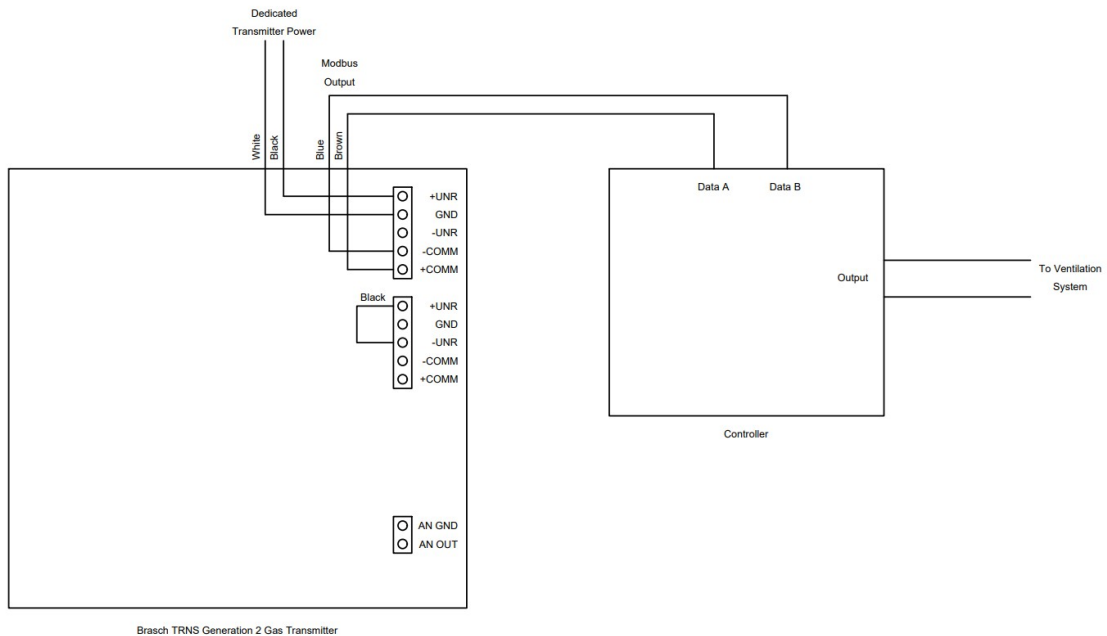 Dedicated
Transmitter Power
Modbus
Output
White
Black
Blue
Brown
+UNR
GND
-UNR
-COMM
+COMM
Black
+UNR
GND
-UNR
-COMM
+COMM
AN GND
AN OUT
Brasch TRNS Generation 2 Gas Transmitter
Data A
Data B
Output
Controller
To Ventilation
System